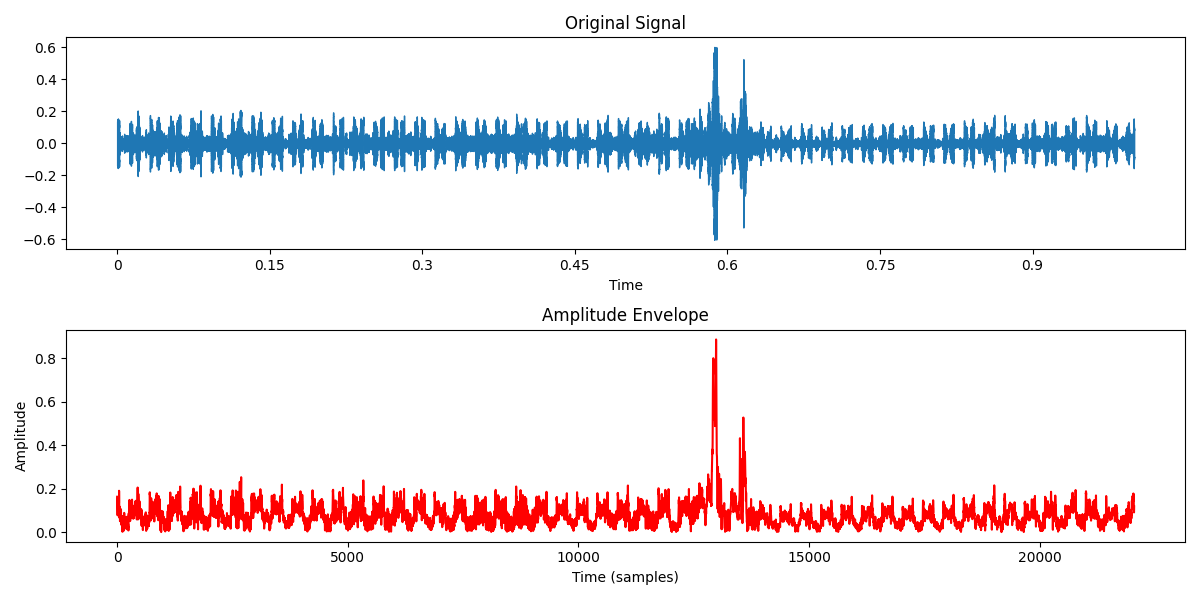 Original Signal
0.6
0.4
0.2
0.0
−0.2
−0.4
−0.6
0 0.15 0.3 0.45 0.6 0.75 0.9
Time
Amplitude Envelope
Amplitude
0.8
0.6
0.4
0.2
0.0
0 5000 10000 15000 20000
Time (samples)